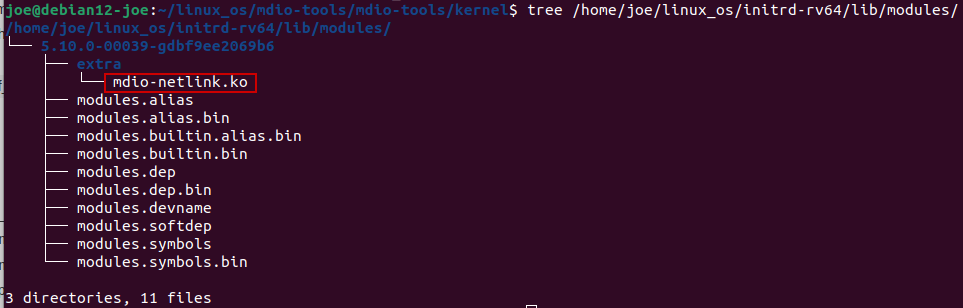 joe@debian12-joe:~/linux_os/mdio-tools/mdio-tools/kernel$ tree /home/joe/linux_os/initrd-rv64/lib/modules/
/home/joe/linux_os/initrd-rv64/lib/modules/
└── 5.10.0-00039-gdbf9ee2069b6
    ├── extra
    │   └── mdio-netlink.ko
    ├── modules.alias
    ├── modules.alias.bin
    ├── modules.builtin.alias.bin
    ├── modules.builtin.bin
    ├── modules.dep
    ├── modules.dep.bin
    ├── modules.devname
    ├── modules.softdep
    ├── modules.symbols
    └── modules.symbols.bin
3 directories, 11 files